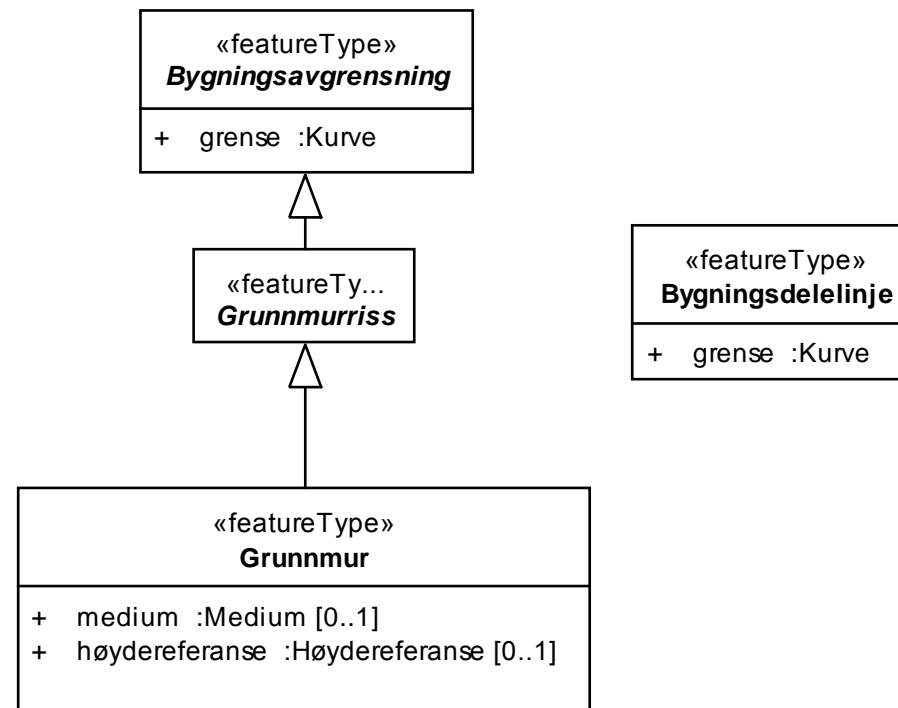 «featureType»
Bygningsavgrensning
+ grense :Kurve
«featureTy...
Grunnmurriss
«featureType»
Bygningsdelelinje
+ grense :Kurve
«featureType»
Grunnmur
+ medium :Medium [0..1]
+ høydereferanse :Høydereferanse [0..1]